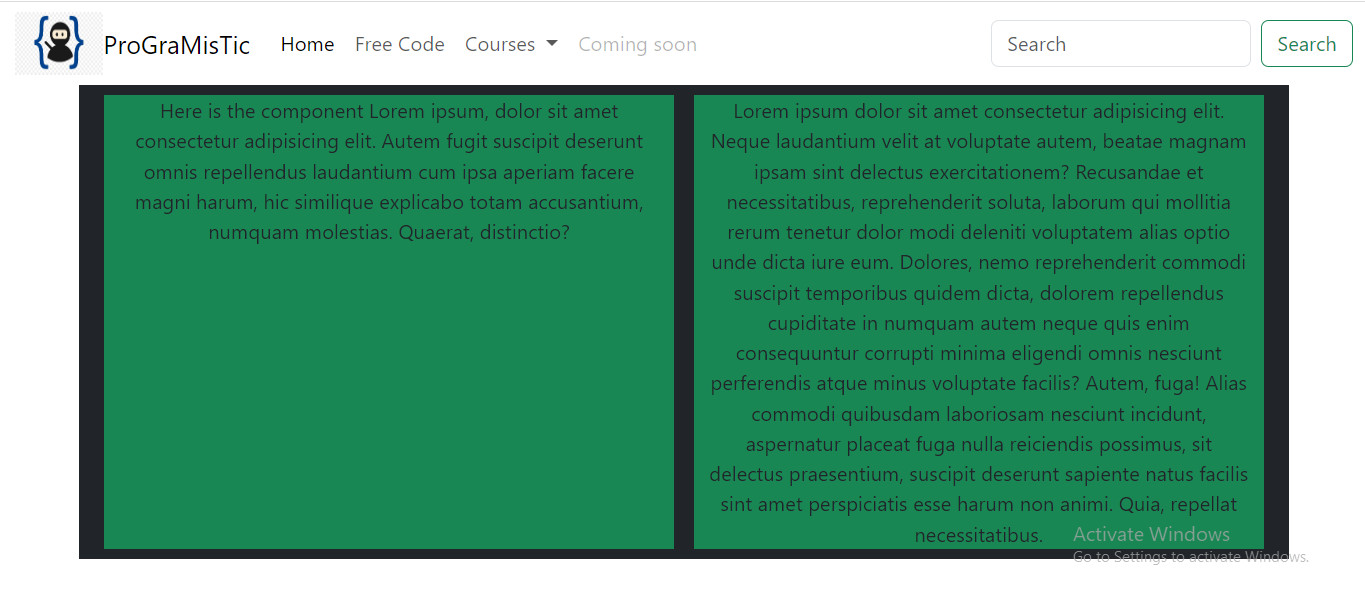 ProGraMisTic Home Free Code Courses Coming soon Search Search
Here is the component Lorem ipsum, dolor sit amet
consectetur adipisicing elit. Autem fugit suscipit deserunt
omnis repellendus laudantium cum ipsa aperiam facere
magni harum, hic similique explicabo totam accusantium,
numquam molestias. Quaerat, distinctio?
Lorem ipsum dolor sit amet consectetur adipisicing elit.
Neque laudantium velit at voluptate autem, beatae magnam
ipsam sint delectus exercitationem? Recusandae et
necessitatibus, reprehenderit soluta, laborum qui mollitia
rerum tenetur dolor modi deleniti voluptatem alias optio
unde dicta iure eum. Dolores, nemo reprehenderit commodi
suscipit temporibus quidem dicta, dolorem repellendus
cupiditate in numquam autem neque quis enim
consequuntur corrupti minima eligendi omnis nesciunt
perferendis atque minus voluptate facilis? Autem, fuga! Alias
commodi quibusdam laboriosam nesciunt incidunt,
aspernatur placeat fuga nulla reiciendis possimus, sit
delectus praesentium, suscipit deserunt sapiente natus facilis
sint amet perspiciatis esse harum non animi. Quia, repellat
necessitatibus.
Activate Windows
Go to Settings to activate Windows.